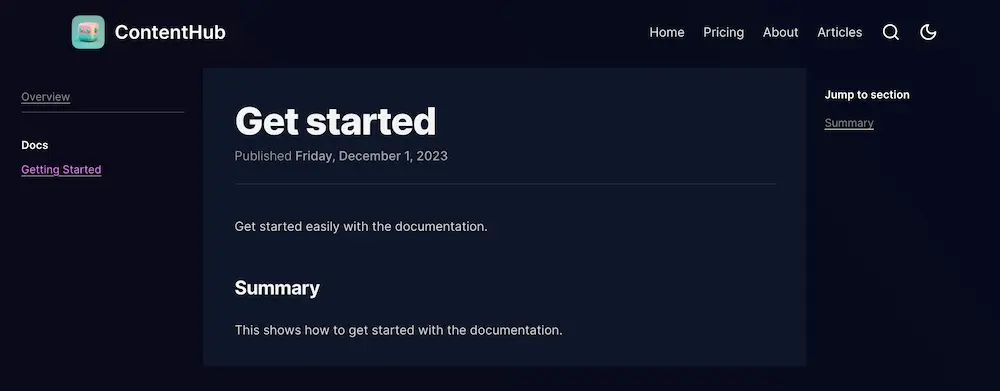 ContentHub
Home Pricing About Articles
Overview
Docs
Getting Started
Get started
Published Friday, December 1, 2023
Get started easily with the documentation.
Summary
This shows how to get started with the documentation.
Jump to section
Summary